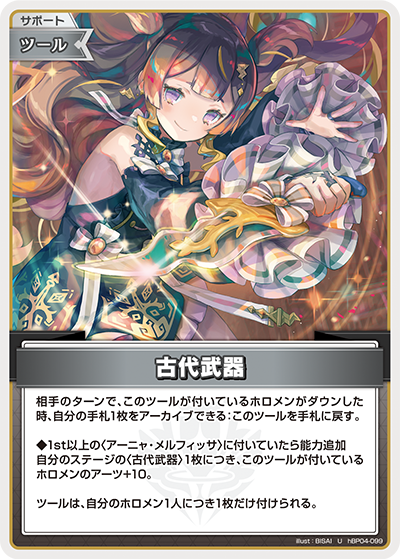 サポート
ツール
古代武器
相手のターンで、このツールが付いているホロメンがダウンした
時、自分の手札1枚をアーカイブできる：このツールを手札に戻す。
◆1st以上の〈アーニャ・メルフィッサ〉に付いていたら能力追加
自分のステージの〈古代武器〉1枚につき、このツールが付いている
ホロメンのアーツ+10。
ツールは、自分のホロメン1人につき1枚だけ付けられる。
illust：BISAI U hBP04-099